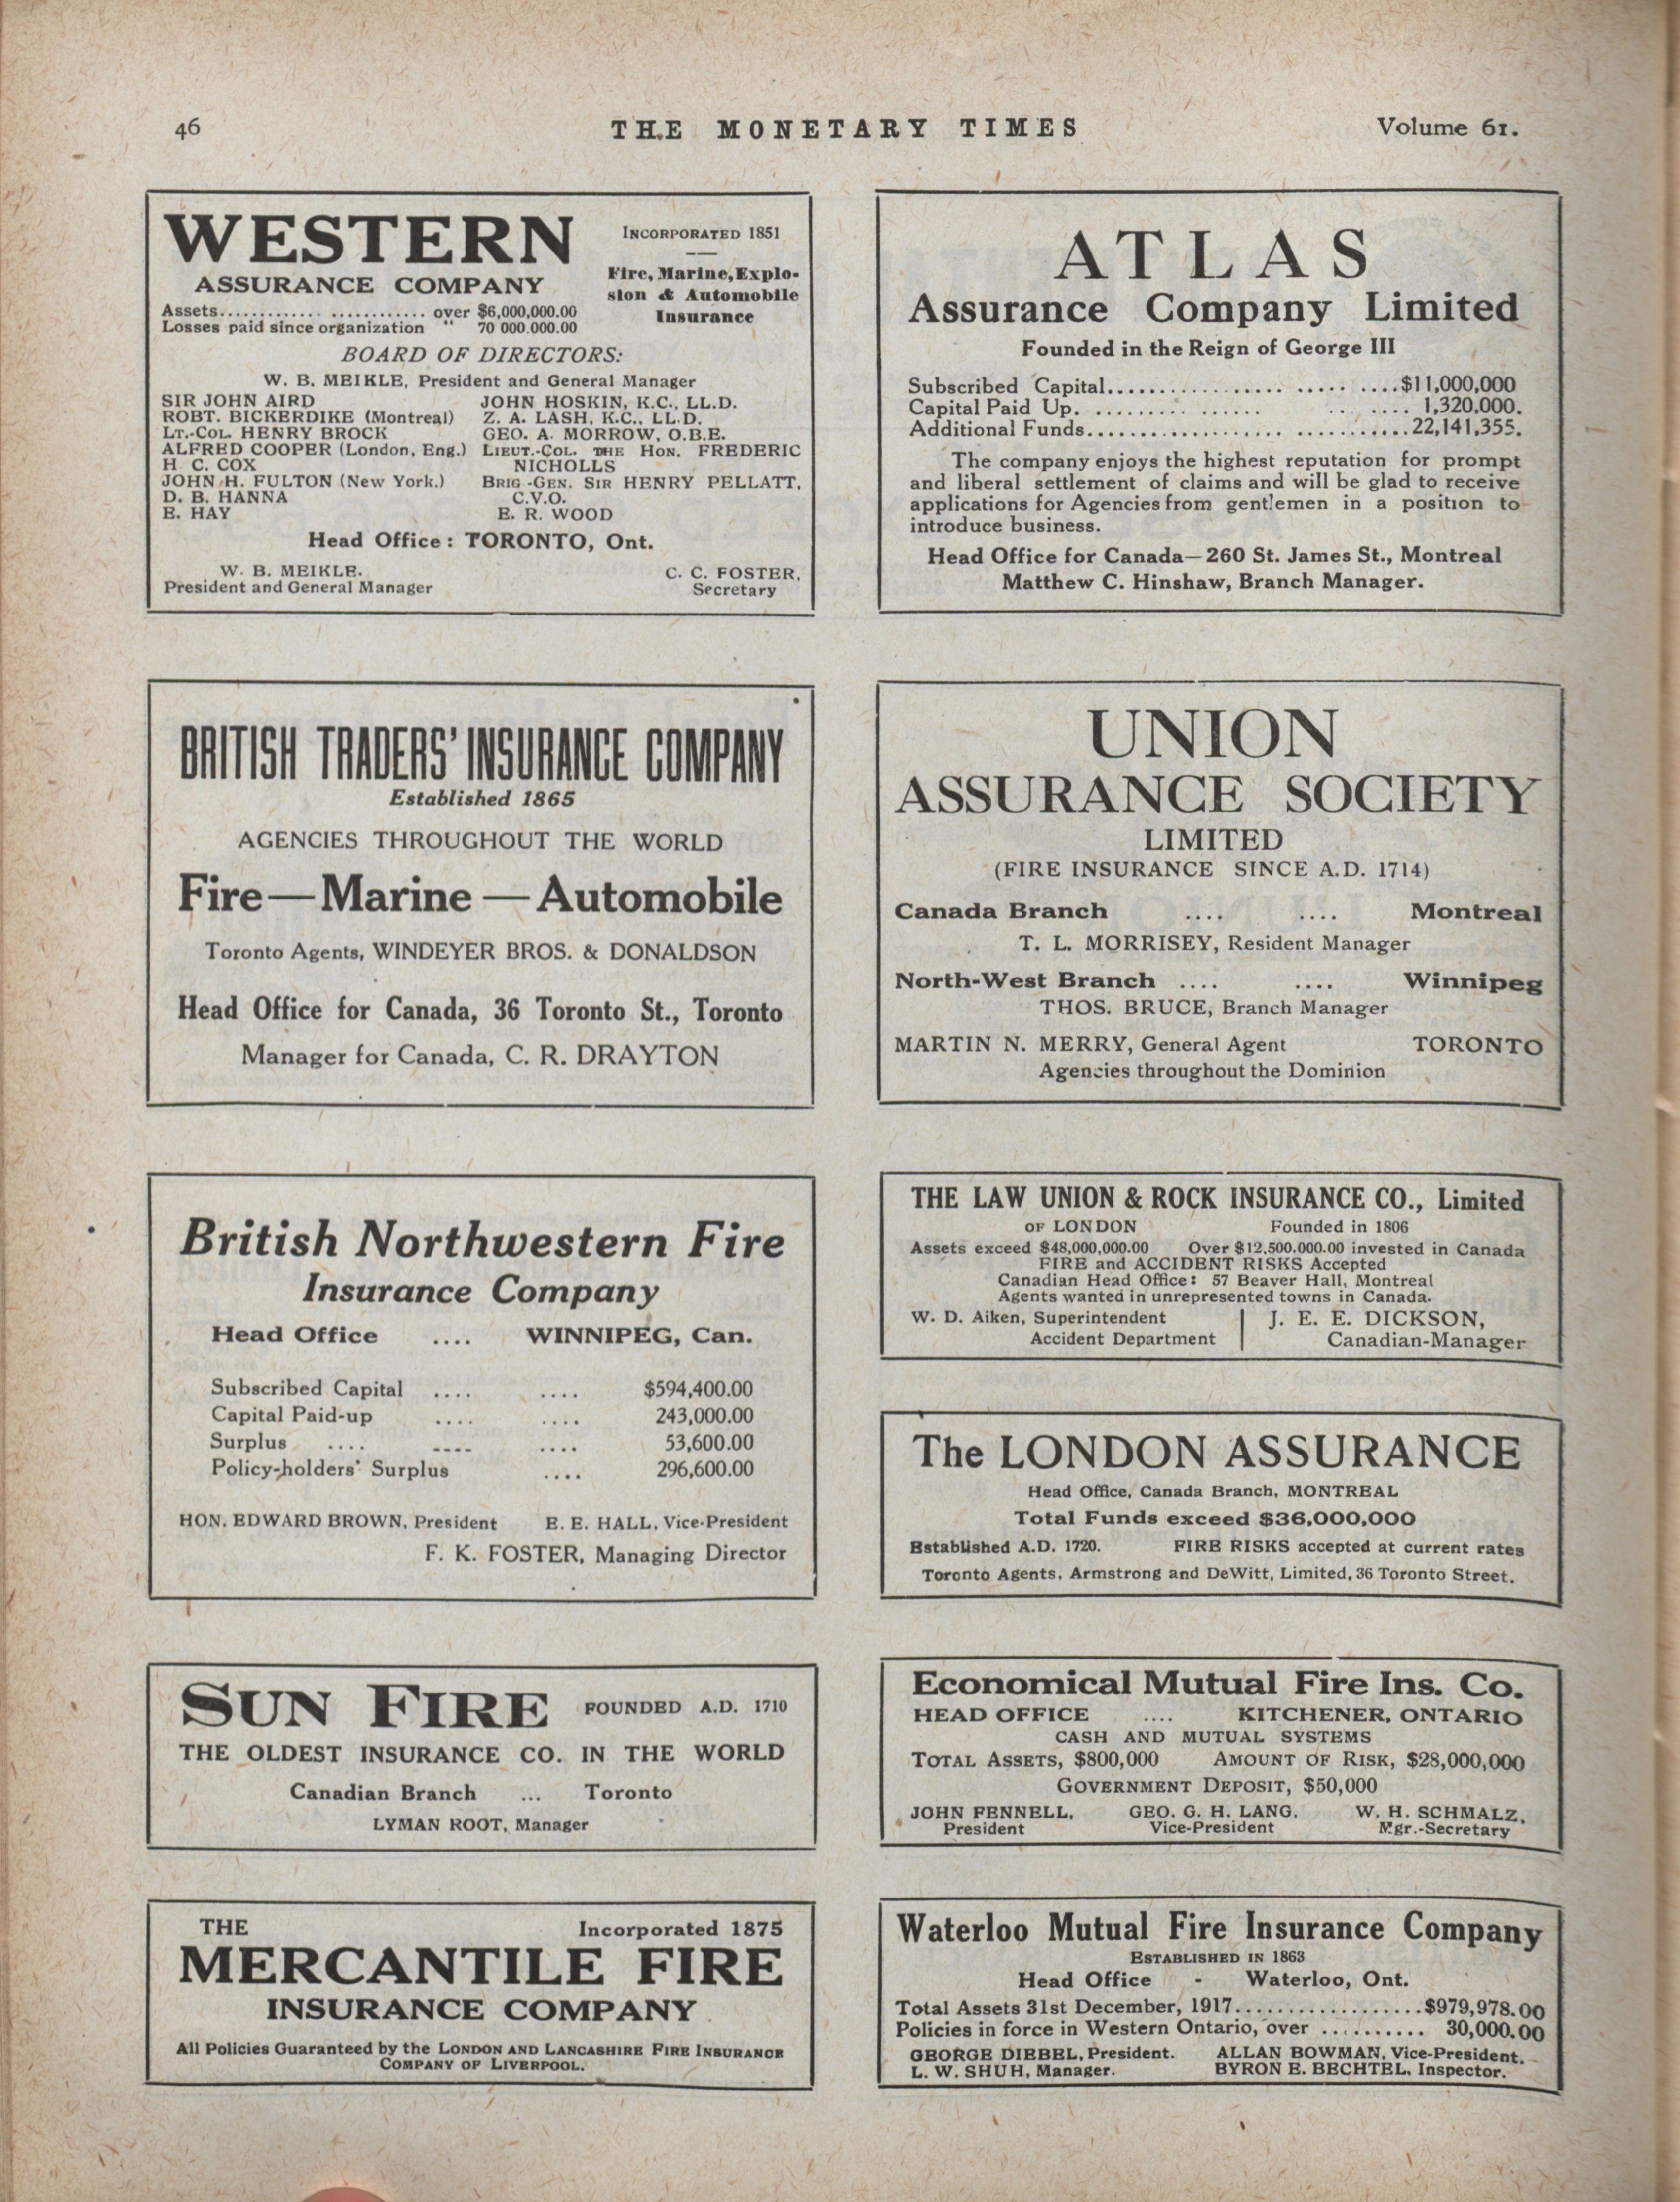 46
THE MONETARY TIMES
Volume 61.
WESTERN
ASSURANCE COMPANY
INCORPORATED 1851
Fire, Marine, Explo-
sion & Automobile
Insurance
Assets........................ over $6,000,000.00
Losses paid since organization " 70 000.000.00
BOARD OF DIRECTORS:
W. B. MEIKLE, President and General Manager
SIR JOHN AIRD
ROBT. BICKERDIKE (Montreal)
LT.-COL. HENRY BROCK
ALFRED COOPER (London, Eng.)
H. C. COX
JOHN H. FULTON (New York.)
D. B. HANNA
E. HAY
JOHN HOSKIN, K.C., LL.D.
Z. A. LASH, K.C., LL.D.
GEO. A. MORROW, O.B.E.
LIEUT.-COL. THE HON. FREDERIC
NICHOLLS
BRIG.-GEN. SIR HENRY PELLATT,
C.V.O.
E. R. WOOD
Head Office: TORONTO, Ont.
W. B. MEIKLE.
President and General Manager
C. C. FOSTER,
Secretary
ATLAS
Assurance Company Limited
Founded in the Reign of George III
Subscribed Capital........................$11,000,000
Capital Paid Up. ........................ 1,320,000.
Additional Funds........................22,141,355.
The company enjoys the highest reputation for prompt
and liberal settlement of claims and will be glad to receive
applications for Agencies from gentlemen in a position to
introduce business.
Head Office for Canada—260 St. James St., Montreal
Matthew C. Hinshaw, Branch Manager.
BRITISH TRADERS' INSURANCE COMPANY
Established 1865
AGENCIES THROUGHOUT THE WORLD
Fire—Marine—Automobile
Toronto Agents, WINDEYER BROS. & DONALDSON
Head Office for Canada, 36 Toronto St., Toronto
Manager for Canada, C. R. DRAYTON
UNION
ASSURANCE SOCIETY
LIMITED
(FIRE INSURANCE SINCE A.D. 1714)
Canada Branch .... .... Montreal
T. L. MORRISEY, Resident Manager
North-West Branch .... .... Winnipeg
THOS. BRUCE, Branch Manager
MARTIN N. MERRY, General Agent TORONTO
Agencies throughout the Dominion
British Northwestern Fire
Insurance Company
Head Office .... WINNIPEG, Can.
Subscribed Capital .... .... $594,400.00
Capital Paid-up .... .... 243,000.00
Surplus .... .... .... 53,600.00
Policy-holders' Surplus .... 296,600.00
HON. EDWARD BROWN, President E. E. HALL, Vice-President
F. K. FOSTER, Managing Director
THE LAW UNION & ROCK INSURANCE CO., Limited
OF LONDON Founded in 1806
Assets exceed $48,000,000.00 Over $12,500.000.00 invested in Canada
FIRE and ACCIDENT RISKS Accepted
Canadian Head Office: 57 Beaver Hall, Montreal
Agents wanted in unrepresented towns in Canada.
W. D. Aiken, Superintendent
Accident Department
J. E. E. DICKSON,
Canadian-Manager
The LONDON ASSURANCE
Head Office, Canada Branch, MONTREAL
Total Funds exceed $36,000,000
Established A.D. 1720. FIRE RISKS accepted at current rates
Toronto Agents, Armstrong and DeWitt, Limited, 36 Toronto Street.
SUN FIRE FOUNDED A.D. 1710
THE OLDEST INSURANCE CO. IN THE WORLD
Canadian Branch ... Toronto
LYMAN ROOT, Manager
Economical Mutual Fire Ins. Co.
HEAD OFFICE .... KITCHENER, ONTARIO
CASH AND MUTUAL SYSTEMS
TOTAL ASSETS, $800,000 AMOUNT OF RISK, $28,000,000
GOVERNMENT DEPOSIT, $50,000
JOHN FENNELL, GEO. G. H. LANG, W. H. SCHMALZ,
President Vice-President Mgr.-Secretary
THE Incorporated 1875
MERCANTILE FIRE
INSURANCE COMPANY
All Policies Guaranteed by the LONDON AND LANCASHIRE FIRE INSURANCE
COMPANY OF LIVERPOOL.
Waterloo Mutual Fire Insurance Company
ESTABLISHED IN 1863
Head Office - Waterloo, Ont.
Total Assets 31st December, 1917..................$979,978.00
Policies in force in Western Ontario, over .......... 30,000.00
GEORGE DIEBEL, President. ALLAN BOWMAN, Vice-President.
L. W. SHUH, Manager. BYRON E. BECHTEL, Inspector.